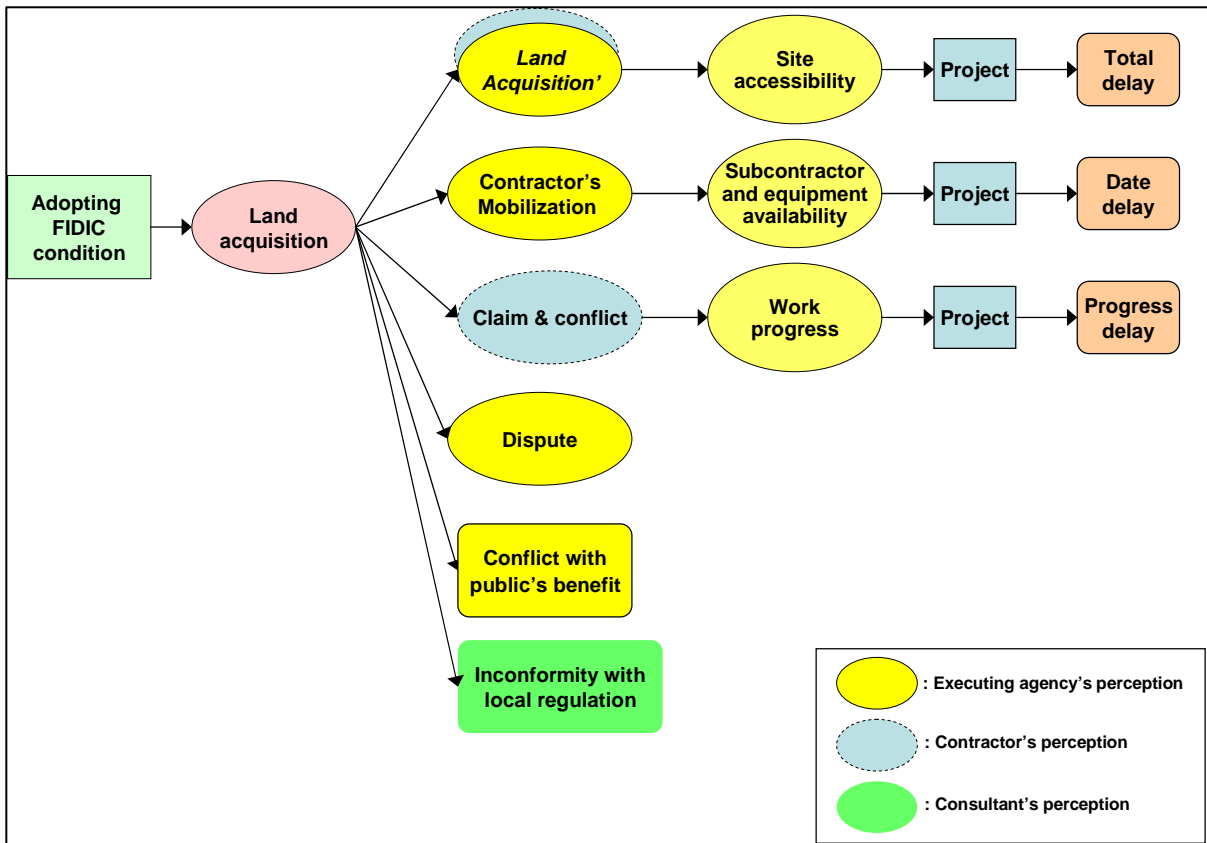 Adopting
FIDIC
condition
Land
acquisition
Land
Acquisition’
Site
accessibility
Project
Total
delay
Contractor’s
Mobilization
Subcontractor
and equipment
availability
Project
Date
delay
Claim & conflict
Work
progress
Project
Progress
delay
Dispute
Conflict with
public’s benefit
Inconformity with
local regulation
: Executing agency’s perception
: Contractor’s perception
: Consultant’s perception